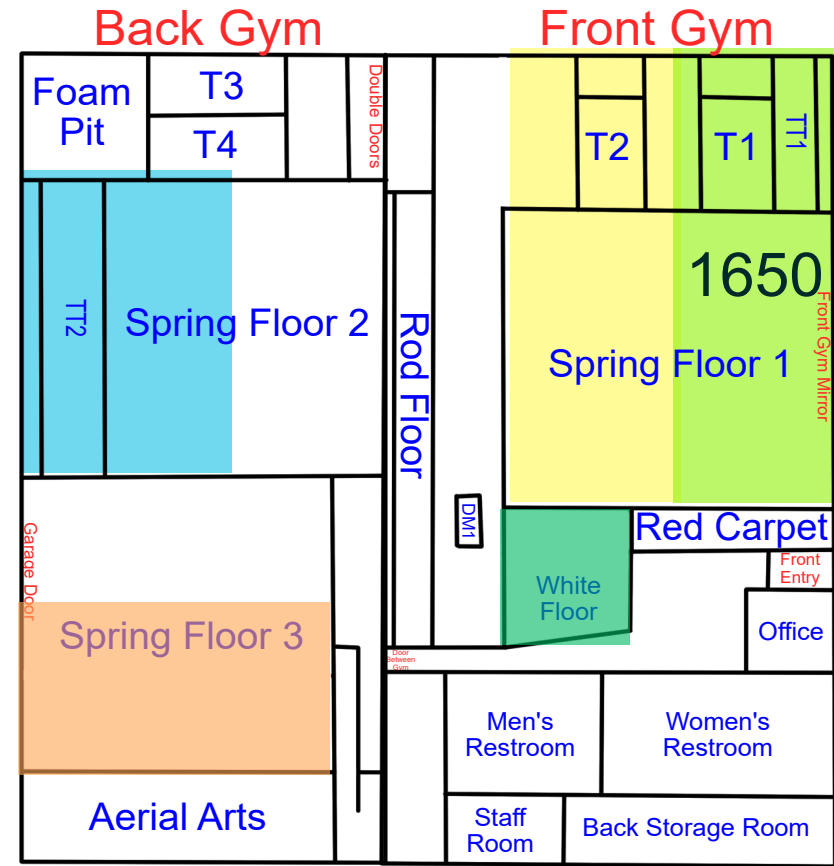 Back Gym
Front Gym
Foam
Pit
T3
T4
Double Doors
T2
T1
TT1
1650
TT2
Spring Floor 2
Rod Floor
Spring Floor 1
Front Gym Mirror
DM1
Red Carpet
Garage Door
White
Floor
Front
Entry
Spring Floor 3
Office
Door
Between
Gym
Men's
Restroom
Women's
Restroom
Aerial Arts
Staff
Room
Back Storage Room